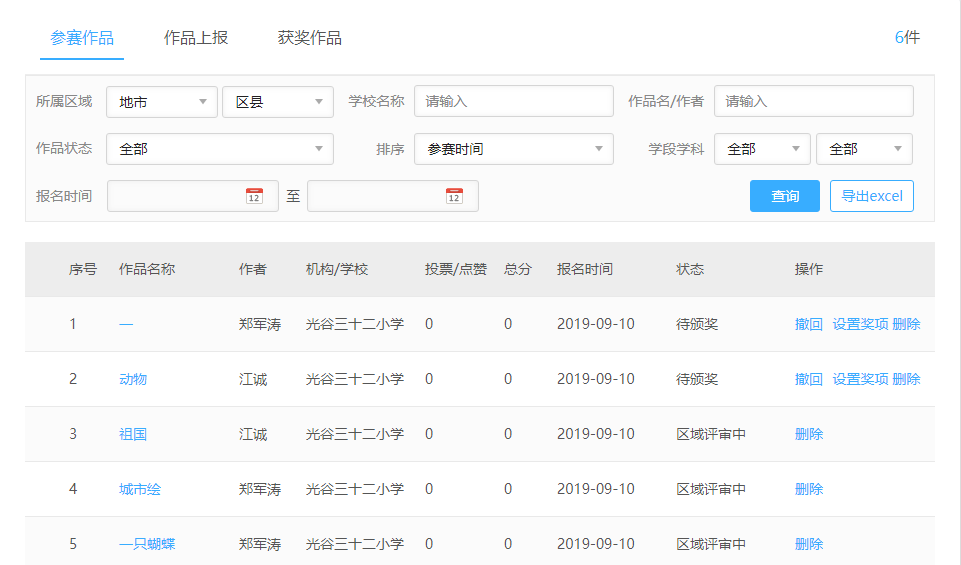 参赛作品 作品上报 获奖作品 6件
所属区域 地市 区县 学校名称 请输入 作品名/作者 请输入
作品状态 全部 排序 参赛时间 学段学科 全部 全部
报名时间 12 至 12 查询 导出excel
序号 作品名称 作者 机构/学校 投票/点赞 总分 报名时间 状态 操作
1 一 郑军涛 光谷三十二小学 0 0 2019-09-10 待颁奖 撤回 设置奖项 删除
2 动物 江诚 光谷三十二小学 0 0 2019-09-10 待颁奖 撤回 设置奖项 删除
3 祖国 江诚 光谷三十二小学 0 0 2019-09-10 区域评审中 删除
4 城市绘 郑军涛 光谷三十二小学 0 0 2019-09-10 区域评审中 删除
5 一只蝴蝶 郑军涛 光谷三十二小学 0 0 2019-09-10 区域评审中 删除